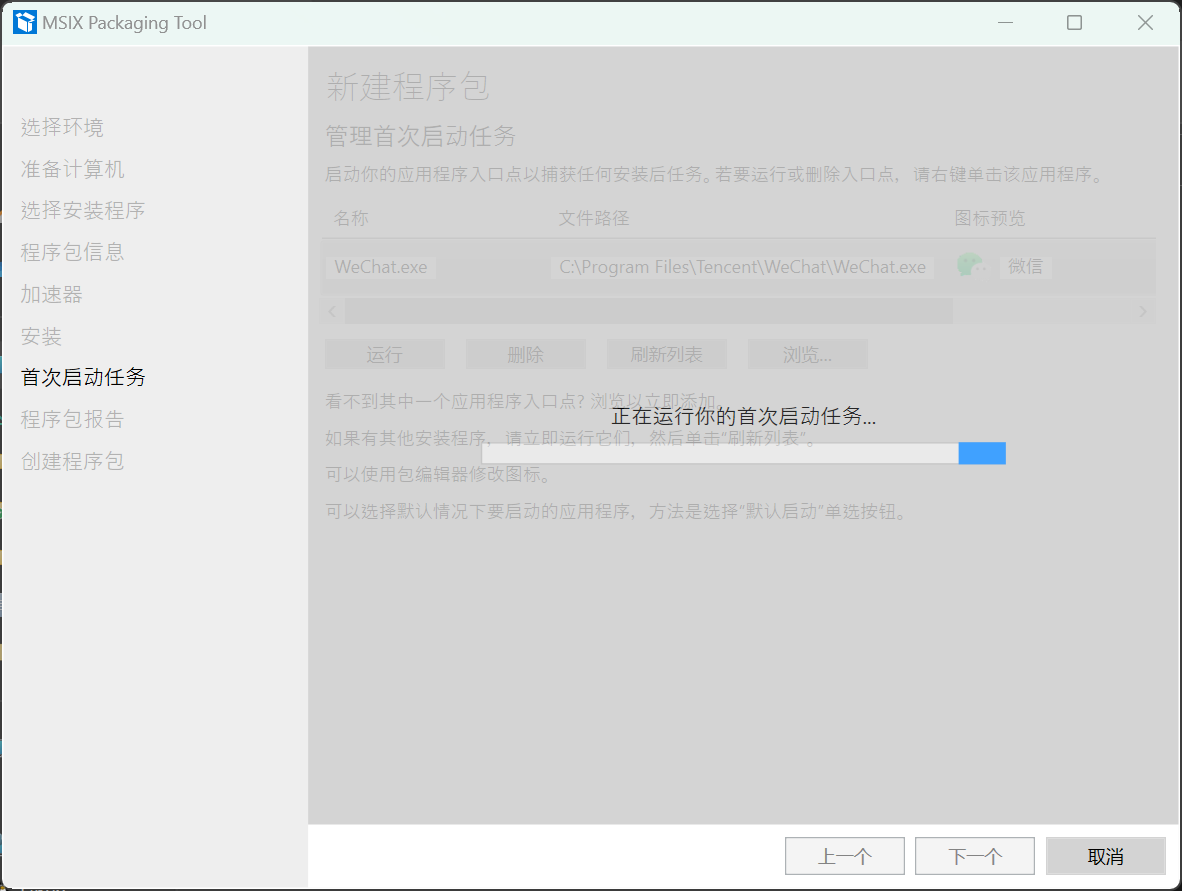 MSIX Packaging Tool
选择环境
准备计算机
选择安装程序
程序包信息
加速器
安装
首次启动任务
程序包报告
创建程序包
新建程序包
管理首次启动任务
启动你的应用程序入口点以捕获任何安装后任务。若要运行或删除入口点，请右键单击该应用程序。
名称 文件路径 图标预览
WeChat.exe C:\Program Files\Tencent\WeChat\WeChat.exe 微信
运行 删除 刷新列表 浏览...
看不到其中一个应用程序入口点? 浏览以立即添加。
正在运行你的首次启动任务...
如果有其他安装程序，请立即运行它们，然后单击"刷新列表"。
可以使用包编辑器修改图标。
可以选择默认情况下要启动的应用程序，方法是选择"默认启动"单选按钮。
上一个 下一个 取消